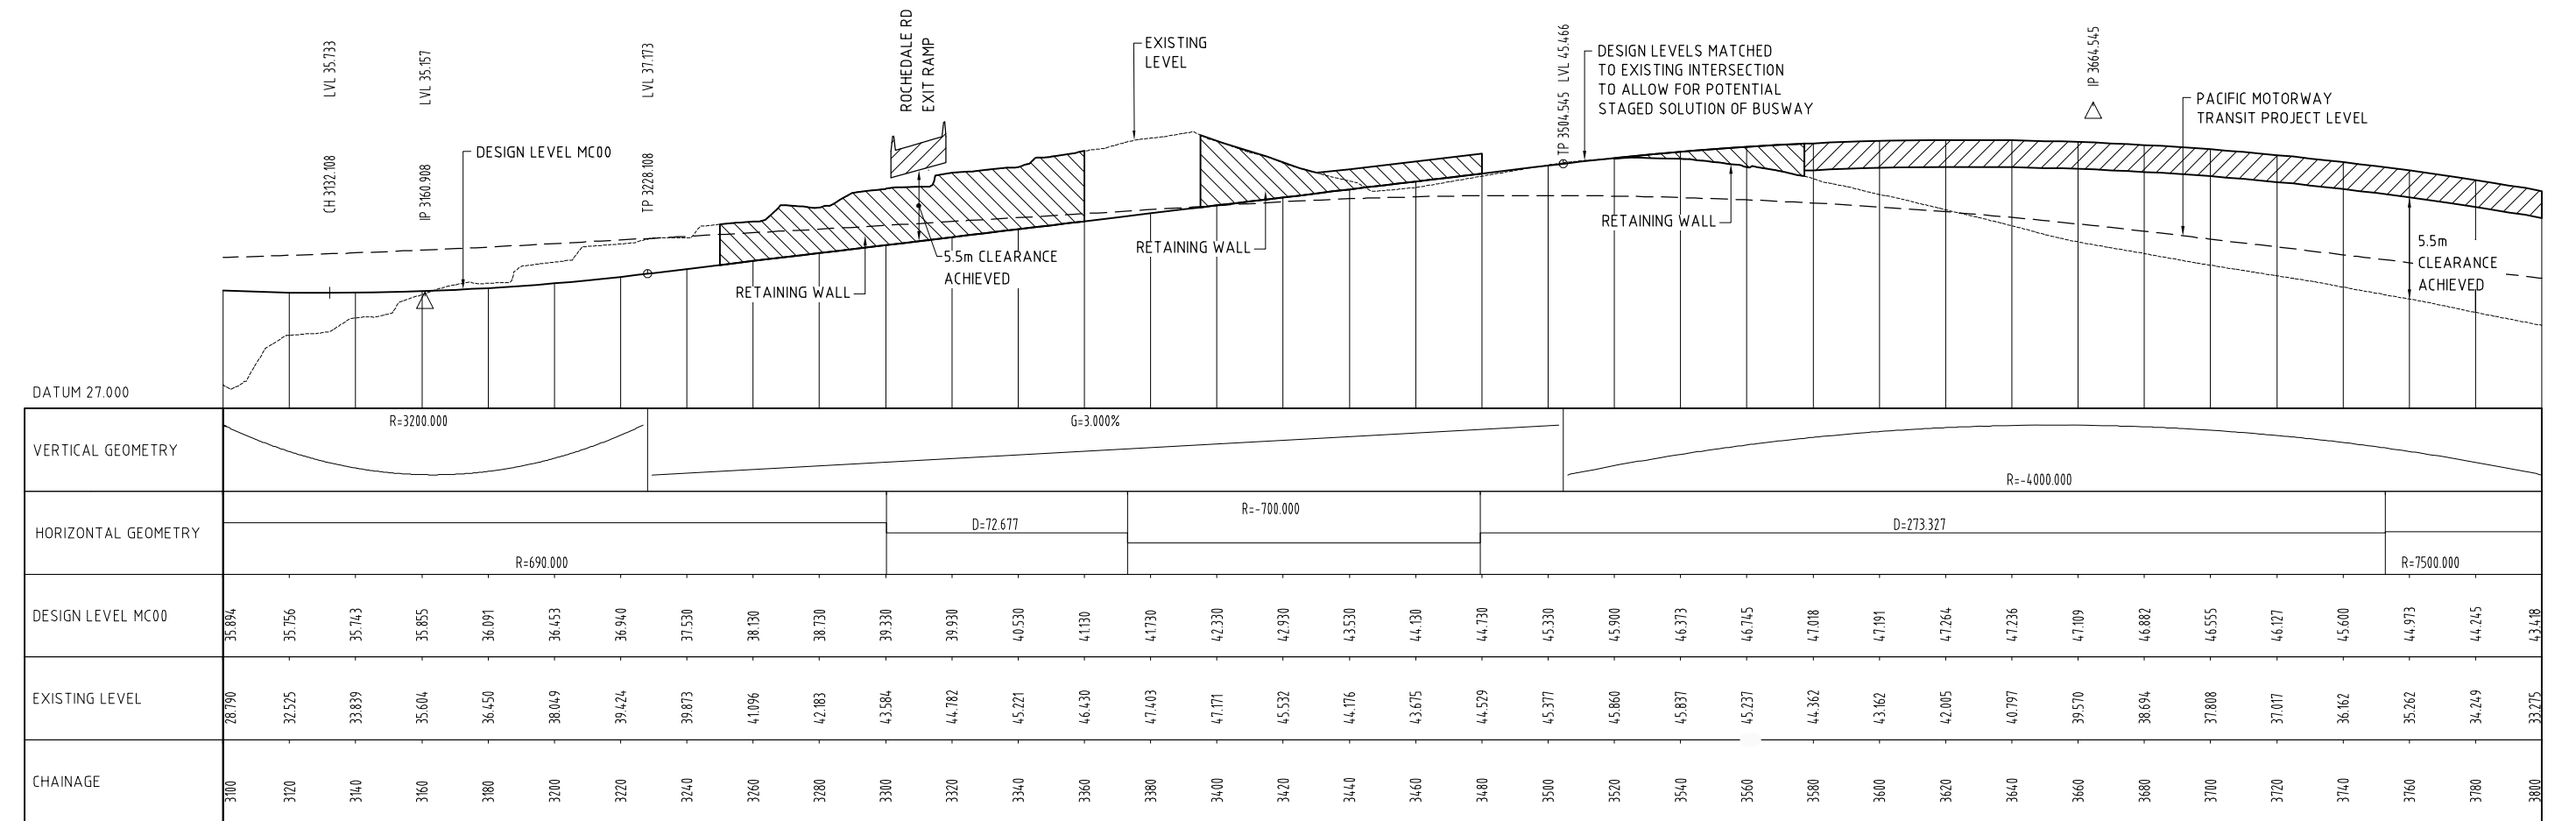 CH 3132.108 LVL 35.733
IP 3160.908 LVL 35.157
TP 3228.108 LVL 37.173
ROCHEDALE RD
EXIT RAMP
EXISTING
LEVEL
TP 3504.545 LVL 45.466
DESIGN LEVELS MATCHED
TO EXISTING INTERSECTION
TO ALLOW FOR POTENTIAL
STAGED SOLUTION OF BUSWAY
IP 3664.545
PACIFIC MOTORWAY
TRANSIT PROJECT LEVEL
DESIGN LEVEL MC00
RETAINING WALL
5.5m CLEARANCE
ACHIEVED
RETAINING WALL
RETAINING WALL
5.5m
CLEARANCE
ACHIEVED
DATUM 27.000
VERTICAL GEOMETRY
R=3200.000
G=3.000%
R=-4000.000
HORIZONTAL GEOMETRY
R=690.000
D=72.677
R=-700.000
D=273.327
R=7500.000
DESIGN LEVEL MC00 35.894 35.756 35.743 35.855 36.091 36.453 36.940 37.530 38.130 38.730 39.330 39.930 40.530 41.130 41.730 42.330 42.930 43.530 44.130 44.730 45.330 45.900 46.373 46.745 47.018 47.191 47.264 47.236 47.109 46.882 46.555 46.127 45.600 44.973 44.245 43.418
EXISTING LEVEL 28.790 32.525 33.839 35.604 36.450 38.049 39.424 39.873 41.096 42.183 43.584 44.782 45.221 46.430 47.403 47.171 45.532 44.176 43.675 44.529 45.377 45.860 45.837 45.237 44.362 43.162 42.005 40.797 39.570 38.694 37.808 37.017 36.162 35.262 34.249 33.275
CHAINAGE 3100 3120 3140 3160 3180 3200 3220 3240 3260 3280 3300 3320 3340 3360 3380 3400 3420 3440 3460 3480 3500 3520 3540 3560 3580 3600 3620 3640 3660 3680 3700 3720 3740 3760 3780 3800